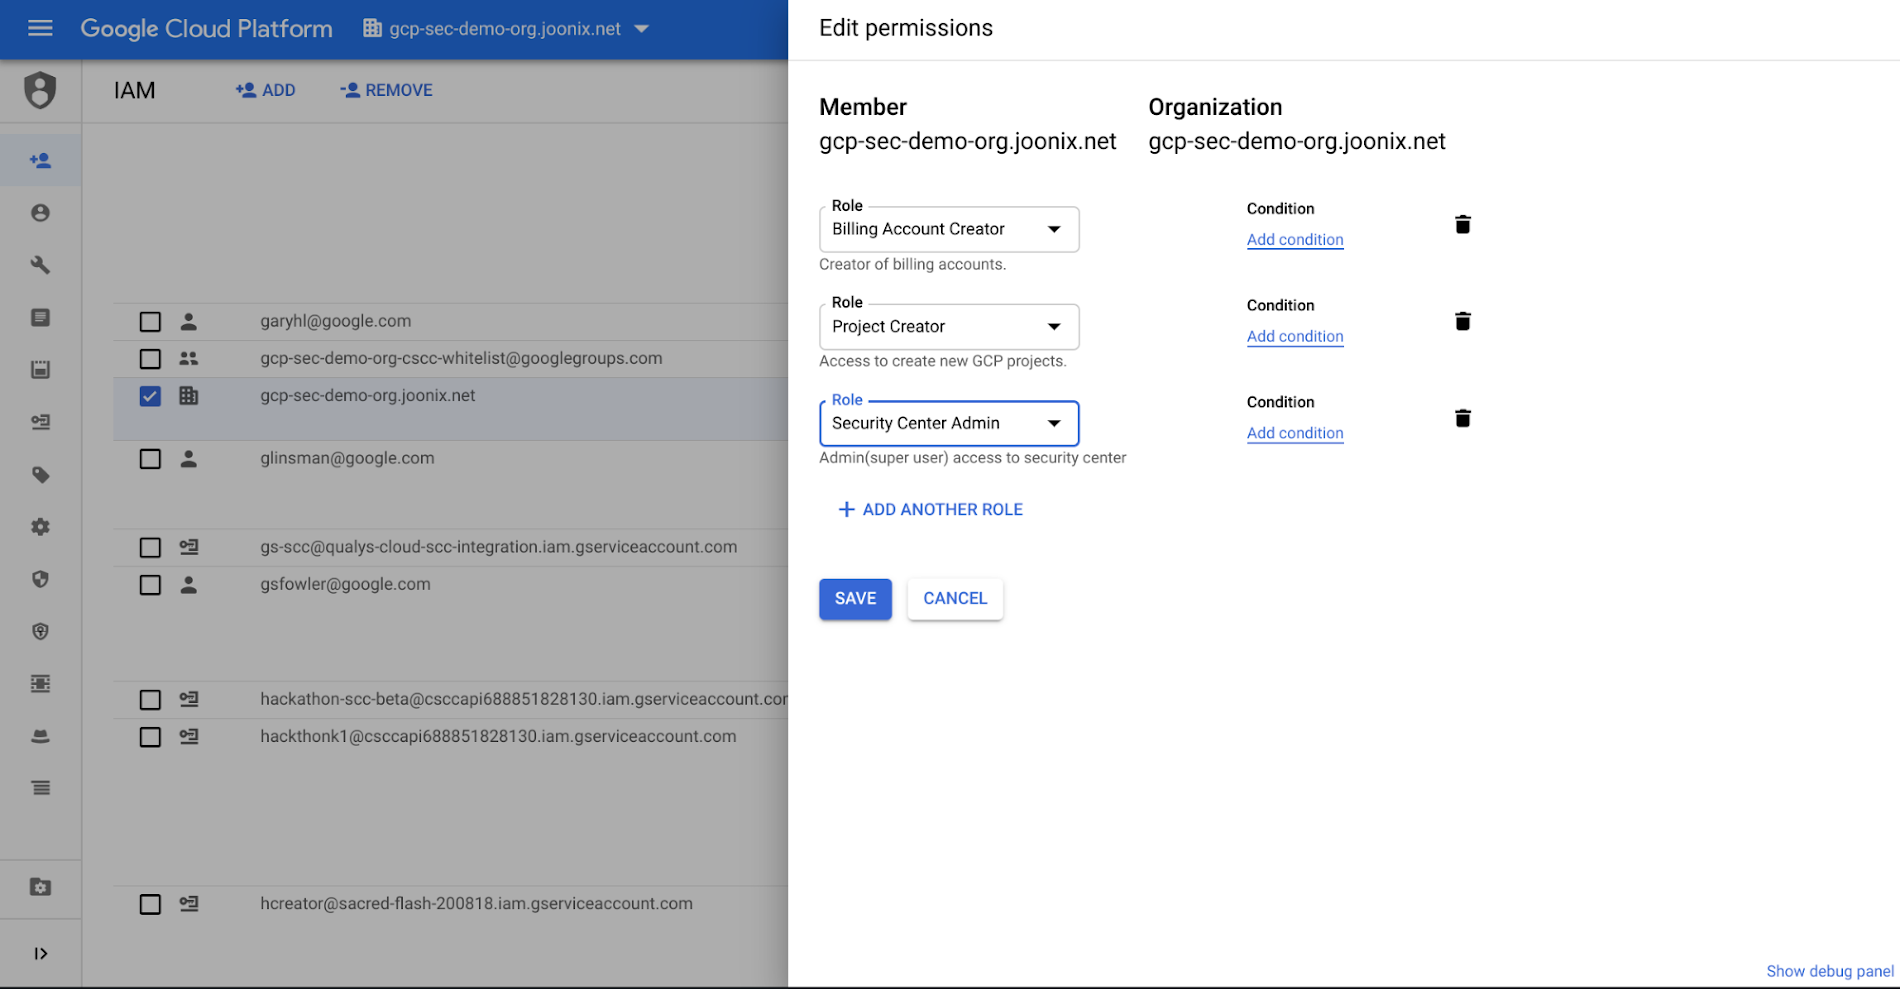 Google Cloud Platform
gcp-sec-demo-org.joonix.net
IAM
ADD
REMOVE
garyhl@google.com
gcp-sec-demo-org-cscc-whitelist@googlegroups.com
gcp-sec-demo-org.joonix.net
glinsman@google.com
gs-scc@qualys-cloud-scc-integration.iam.gserviceaccount.com
gsfowler@google.com
hackathon-scc-beta@csccapi688851828130.iam.gserviceaccount.cor
hackthonk1@csccapi688851828130.iam.gserviceaccount.com
hcreator@sacred-flash-200818.iam.gserviceaccount.com
Edit permissions
Member
gcp-sec-demo-org.joonix.net
Organization
gcp-sec-demo-org.joonix.net
Role
Billing Account Creator
Creator of billing accounts.
Condition
Add condition
Role
Project Creator
Access to create new GCP projects.
Condition
Add condition
Role
Security Center Admin
Admin(super user) access to security center
Condition
Add condition
ADD ANOTHER ROLE
SAVE
CANCEL
Show debug panel